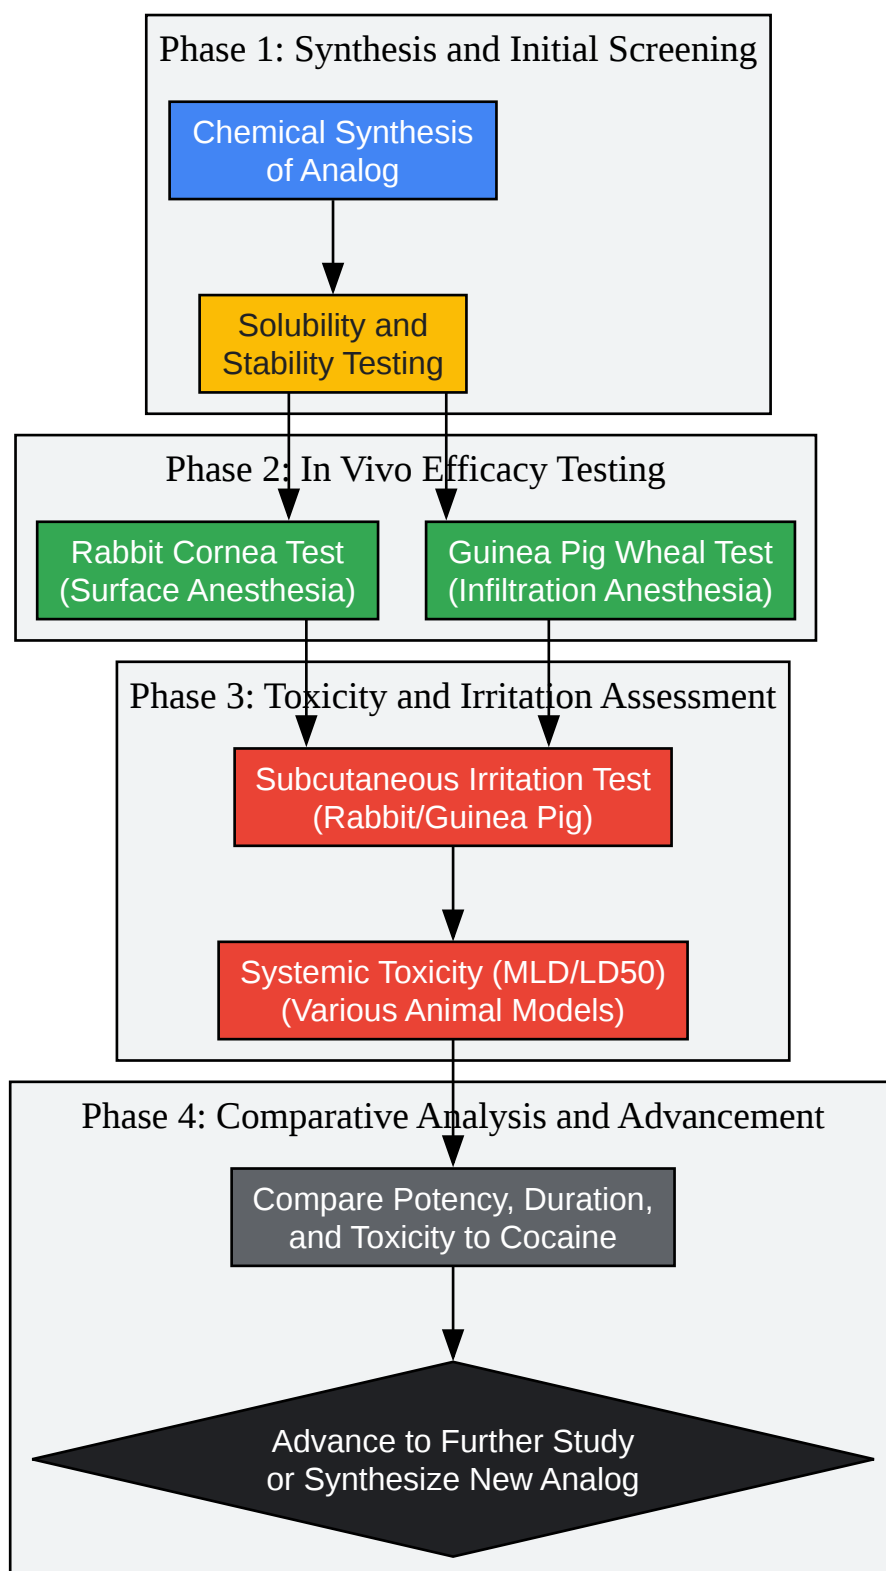 Phase 1: Synthesis and Initial Screening
Chemical Synthesis
of Analog
Solubility and
Stability Testing
Phase 2: In Vivo Efficacy Testing
Rabbit Cornea Test
(Surface Anesthesia)
Guinea Pig Wheal Test
(Infiltration Anesthesia)
Phase 3: Toxicity and Irritation Assessment
Subcutaneous Irritation Test
(Rabbit/Guinea Pig)
Systemic Toxicity (MLD/LD50)
(Various Animal Models)
Phase 4: Comparative Analysis and Advancement
Compare Potency, Duration,
and Toxicity to Cocaine
Advance to Further Study
or Synthesize New Analog